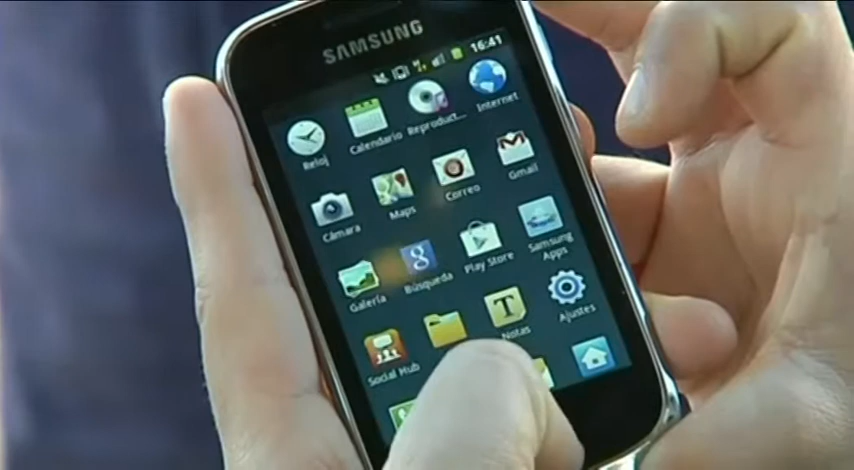 SAMSUNG
16:41
Reloj
Calendario
Reproduct...
Internet
Cámara
Maps
Correo
Gmail
Galería
Búsqueda
Play Store
Samsung
Apps
Social Hub
Notas
Ajustes